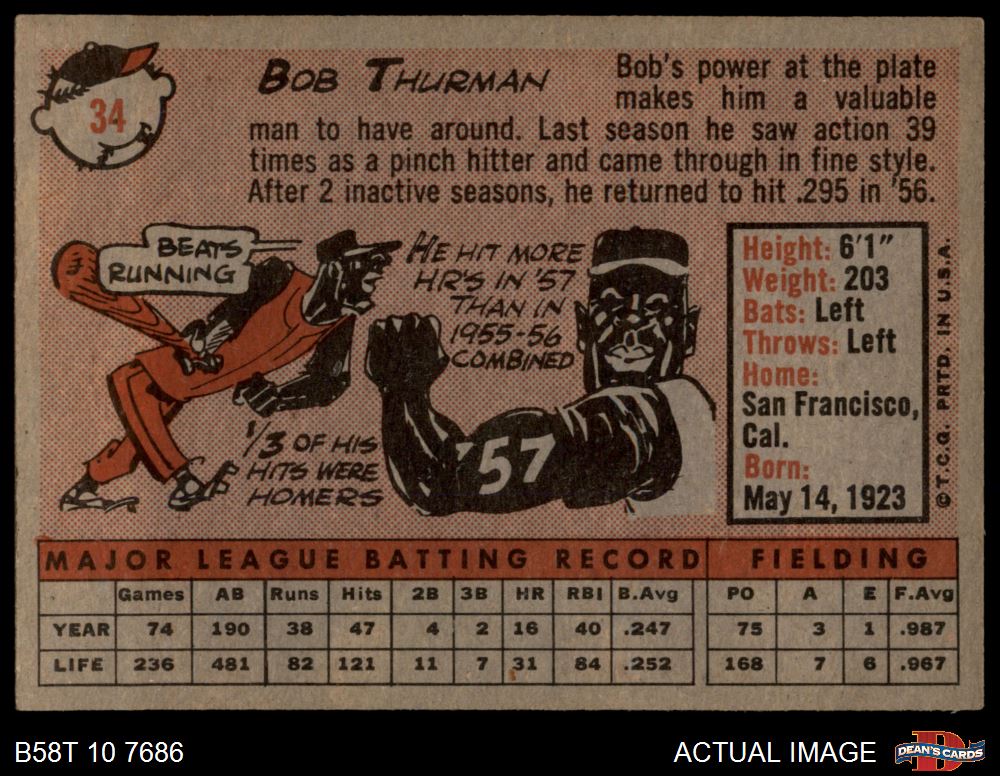 34
BOB THURMAN
Bob's power at the plate
makes him a valuable
man to have around. Last season he saw action 39
times as a pinch hitter and came through in fine style.
After 2 inactive seasons, he returned to hit .295 in '56.
BEATS
RUNNING
HE HIT MORE
HR'S IN '57
THAN IN
1955-56
COMBINED
'57
1/3 OF HIS
HITS WERE
HOMERS
Height: 6'1"
Weight: 203
Bats: Left
Throws: Left
Home:
San Francisco,
Cal.
Born:
May 14, 1923
© T.C.G. PRTD. IN U.S.A.
MAJOR LEAGUE BATTING RECORD FIELDING
Games AB Runs Hits 2B 3B HR RBI B.Avg PO A E F.Avg
YEAR 74 190 38 47 4 2 16 40 .247 75 3 1 .987
LIFE 236 481 82 121 11 7 31 84 .252 168 7 6 .967
B58T 10 7686
ACTUAL IMAGE
DEAN'S CARDS